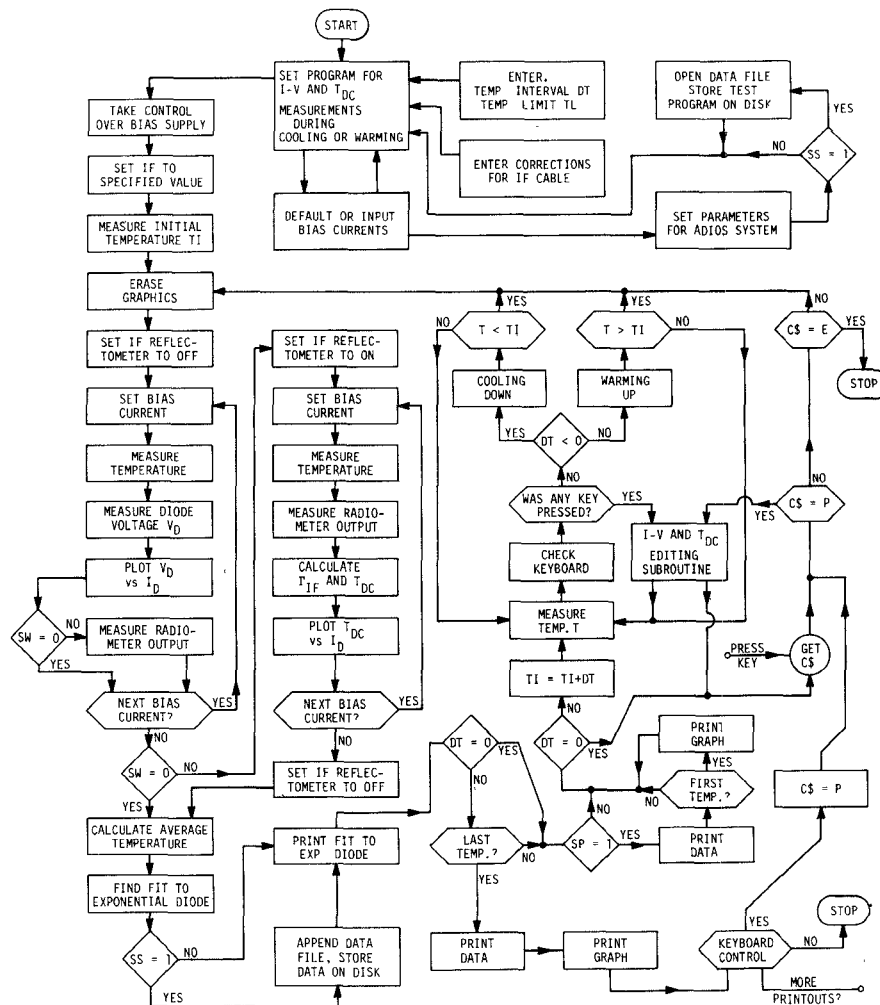 START
SET PROGRAM FOR
I-V AND T_DC
MEASUREMENTS
DURING
COOLING OR WARMING
ENTER.
TEMP INTERVAL DT
TEMP LIMIT TL
ENTER CORRECTIONS
FOR IF CABLE
DEFAULT OR INPUT
BIAS CURRENTS
OPEN DATA FILE
STORE TEST
PROGRAM ON DISK
YES
NO
SS = 1
SET PARAMETERS
FOR ADIOS SYSTEM
TAKE CONTROL
OVER BIAS SUPPLY
SET IF TO
SPECIFIED VALUE
MEASURE INITIAL
TEMPERATURE TI
ERASE
GRAPHICS
SET IF REFLEC-
TOMETER TO OFF
SET BIAS
CURRENT
MEASURE
TEMPERATURE
MEASURE DIODE
VOLTAGE V_D
PLOT V_D
vs I_D
SW = 0
NO
YES
MEASURE RADIO-
METER OUTPUT
NEXT BIAS
CURRENT?
YES
NO
SW = 0
NO
YES
CALCULATE AVERAGE
TEMPERATURE
FIND FIT TO
EXPONENTIAL DIODE
SS = 1
NO
YES
SET IF REFLEC-
TOMETER TO ON
SET BIAS
CURRENT
MEASURE
TEMPERATURE
MEASURE RADIO-
METER OUTPUT
CALCULATE
Γ_IF AND T_DC
PLOT T_DC
vs I_D
NEXT BIAS
CURRENT?
YES
NO
SET IF REFLEC-
TOMETER TO OFF
PRINT FIT TO
EXP. DIODE
APPEND DATA
FILE, STORE
DATA ON DISK
YES
YES
NO
NO
T < TI
NO
T > TI
NO
C$ = E
YES
STOP
COOLING
DOWN
WARMING
UP
YES
DT < 0
NO
NO
WAS ANY KEY
PRESSED?
YES
NO
C$ = P
YES
I-V AND T_DC
EDITING
SUBROUTINE
CHECK
KEYBOARD
MEASURE
TEMP.T
PRESS
KEY
GET
C$
TI = TI+DT
NO
DT = 0
YES
DT = 0
YES
NO
PRINT
GRAPH
YES
FIRST
TEMP.?
NO
NO
C$ = P
LAST
TEMP.?
NO
YES
SP = 1
YES
PRINT
DATA
PRINT
DATA
PRINT
GRAPH
YES
KEYBOARD
CONTROL
NO
STOP
MORE
PRINTOUTS?